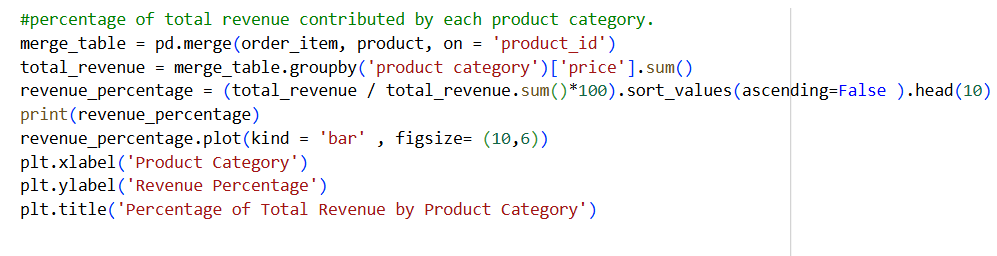 #percentage of total revenue contributed by each product category.
merge_table = pd.merge(order_item, product, on = 'product_id')
total_revenue = merge_table.groupby('product category')['price'].sum()
revenue_percentage = (total_revenue / total_revenue.sum()*100).sort_values(ascending=False ).head(10)
print(revenue_percentage)
revenue_percentage.plot(kind = 'bar' , figsize= (10,6))
plt.xlabel('Product Category')
plt.ylabel('Revenue Percentage')
plt.title('Percentage of Total Revenue by Product Category')